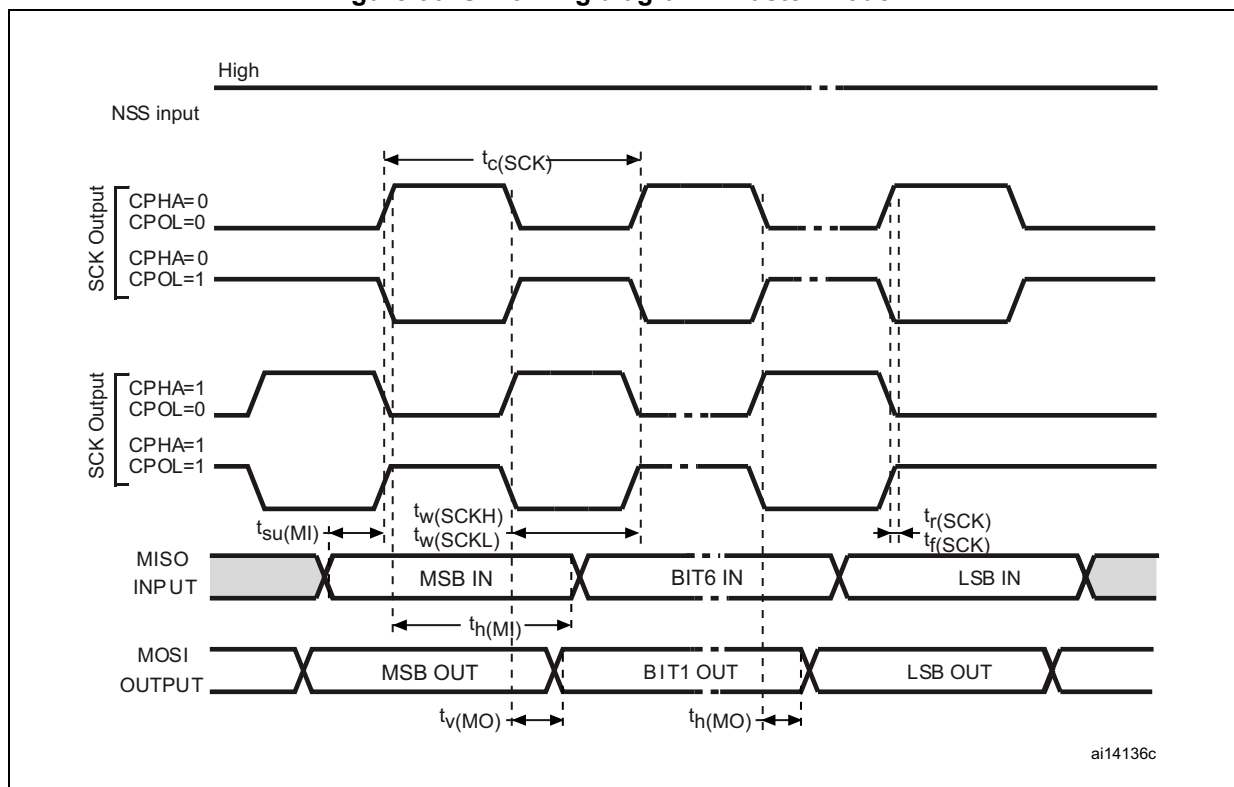 High
NSS input
tc(SCK)
SCK Output
CPHA=0
CPOL=0
CPHA=0
CPOL=1
SCK Output
CPHA=1
CPOL=0
CPHA=1
CPOL=1
tsu(MI)
tw(SCKH)
tw(SCKL)
tr(SCK)
tf(SCK)
MISO
INPUT
MSB IN
BIT6 IN
LSB IN
th(MI)
MOSI
OUTPUT
MSB OUT
BIT1 OUT
LSB OUT
tv(MO)
th(MO)
ai14136c